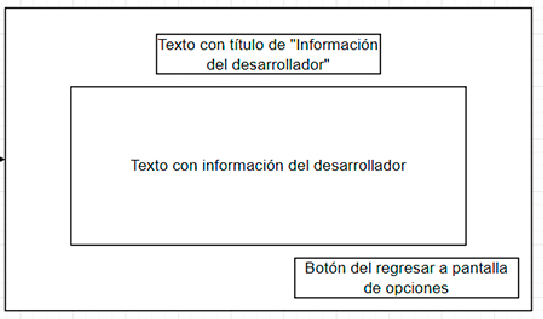 Texto con título de "Información
del desarrollador"
Texto con información del desarrollador
Botón del regresar a pantalla
de opciones